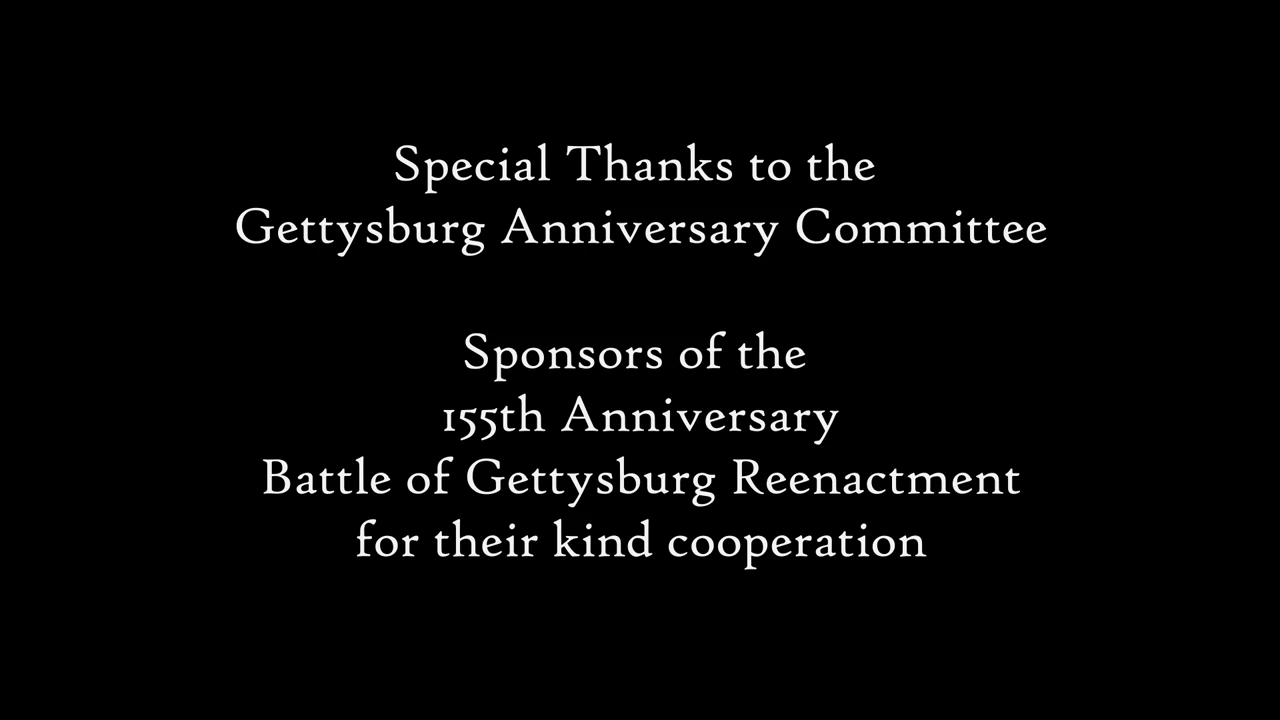 Special Thanks to the
Gettysburg Anniversary Committee
Sponsors of the
155th Anniversary
Battle of Gettysburg Reenactment
for their kind cooperation